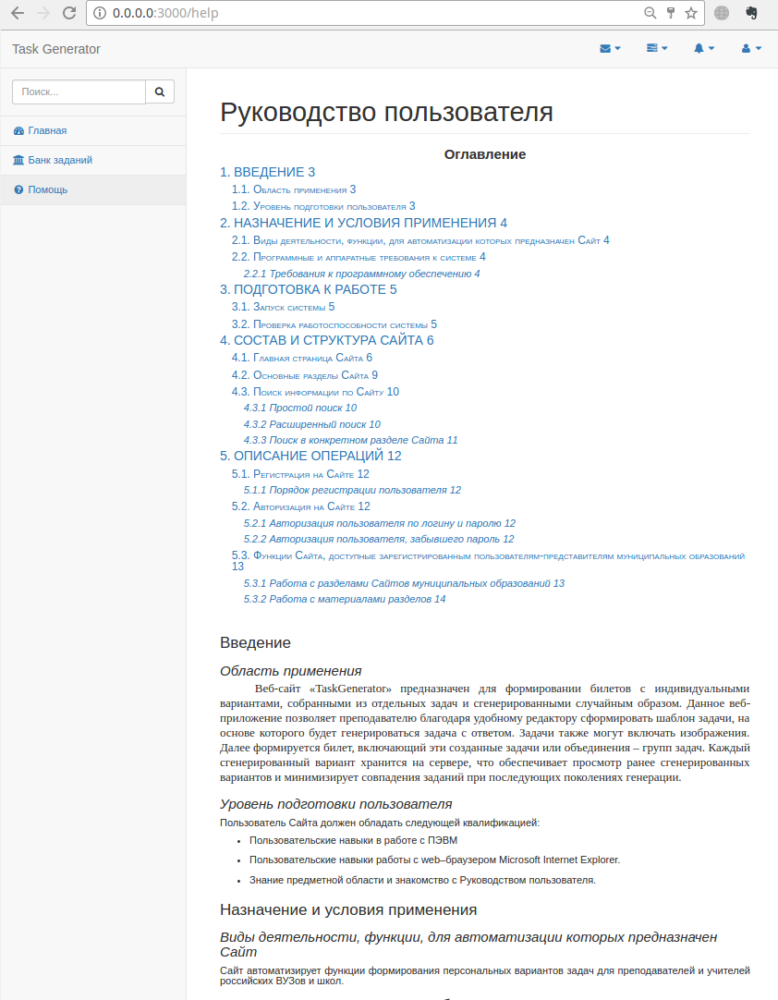 0.0.0.0:3000/help
Task Generator
Поиск...
Главная
Банк заданий
Помощь
Руководство пользователя
Оглавление
1. ВВЕДЕНИЕ 3
1.1. Область применения 3
1.2. Уровень подготовки пользователя 3
2. НАЗНАЧЕНИЕ И УСЛОВИЯ ПРИМЕНЕНИЯ 4
2.1. Виды деятельности, функции, для автоматизации которых предназначен Сайт 4
2.2. Программные и аппаратные требования к системе 4
2.2.1 Требования к программному обеспечению 4
3. ПОДГОТОВКА К РАБОТЕ 5
3.1. Запуск системы 5
3.2. Проверка работоспособности системы 5
4. СОСТАВ И СТРУКТУРА САЙТА 6
4.1. Главная страница Сайта 6
4.2. Основные разделы Сайта 9
4.3. Поиск информации по Сайту 10
4.3.1 Простой поиск 10
4.3.2 Расширенный поиск 10
4.3.3 Поиск в конкретном разделе Сайта 11
5. ОПИСАНИЕ ОПЕРАЦИЙ 12
5.1. Регистрация на Сайте 12
5.1.1 Порядок регистрации пользователя 12
5.2. Авторизация на Сайте 12
5.2.1 Авторизация пользователя по логину и паролю 12
5.2.2 Авторизация пользователя, забывшего пароль 12
5.3. Функции Сайта, доступные зарегистрированным пользователям-представителям муниципальных образований
13
5.3.1 Работа с разделами Сайтов муниципальных образований 13
5.3.2 Работа с материалами разделов 14
Введение
Область применения
Веб-сайт «TaskGenerator» предназначен для формировании билетов с индивидуальными
вариантами, собранными из отдельных задач и сгенерированными случайным образом. Данное веб-
приложение позволяет преподавателю благодаря удобному редактору сформировать шаблон задачи, на
основе которого будет генерироваться задача с ответом. Задачи также могут включать изображения.
Далее формируется билет, включающий эти созданные задачи или объединения – групп задач. Каждый
сгенерированный вариант хранится на сервере, что обеспечивает просмотр ранее сгенерированных
вариантов и минимизирует совпадения заданий при последующих поколениях генерации.
Уровень подготовки пользователя
Пользователь Сайта должен обладать следующей квалификацией:
• Пользовательские навыки в работе с ПЭВМ
• Пользовательские навыки работы с web–браузером Microsoft Internet Explorer.
• Знание предметной области и знакомство с Руководством пользователя.
Назначение и условия применения
Виды деятельности, функции, для автоматизации которых предназначен
Сайт
Сайт автоматизирует функции формирования персональных вариантов задач для преподавателей и учителей
российских ВУЗов и школ.